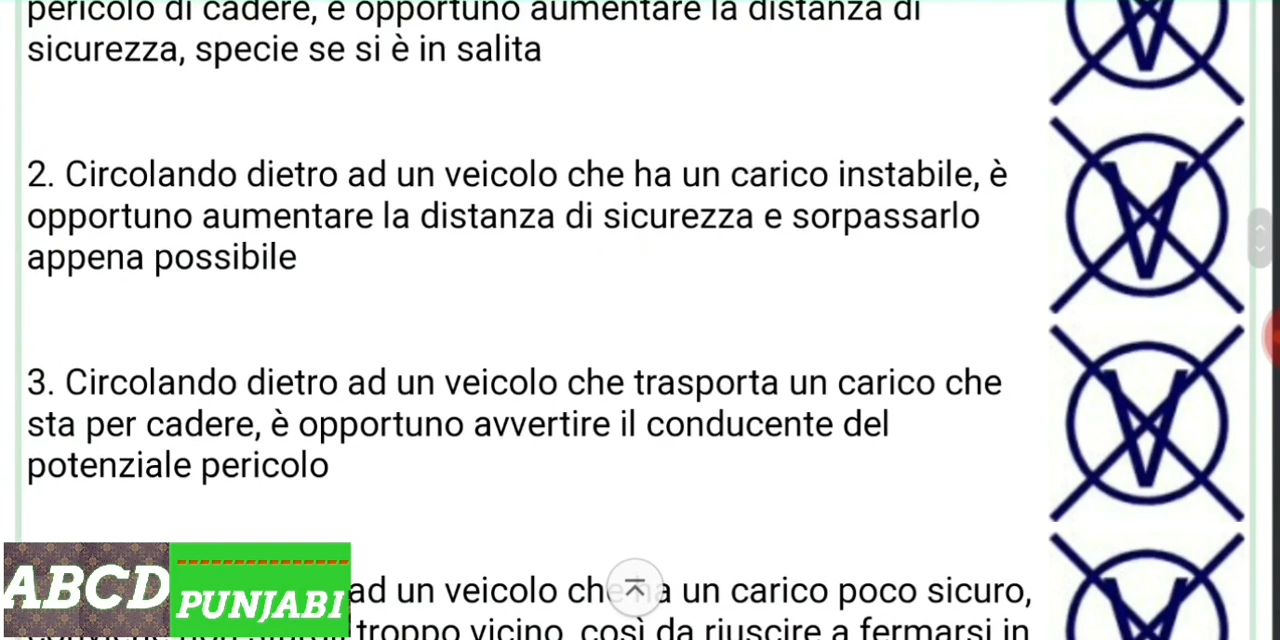 pericolo di cadere, è opportuno aumentare la distanza di
sicurezza, specie se si è in salita
V
2. Circolando dietro ad un veicolo che ha un carico instabile, è
opportuno aumentare la distanza di sicurezza e sorpassarlo
appena possibile
V
3. Circolando dietro ad un veicolo che trasporta un carico che
sta per cadere, è opportuno avvertire il conducente del
potenziale pericolo
V
ABCD PUNJABI
ad un veicolo che ha un carico poco sicuro,
troppo vicino, così da riuscire a fermarsi in
V